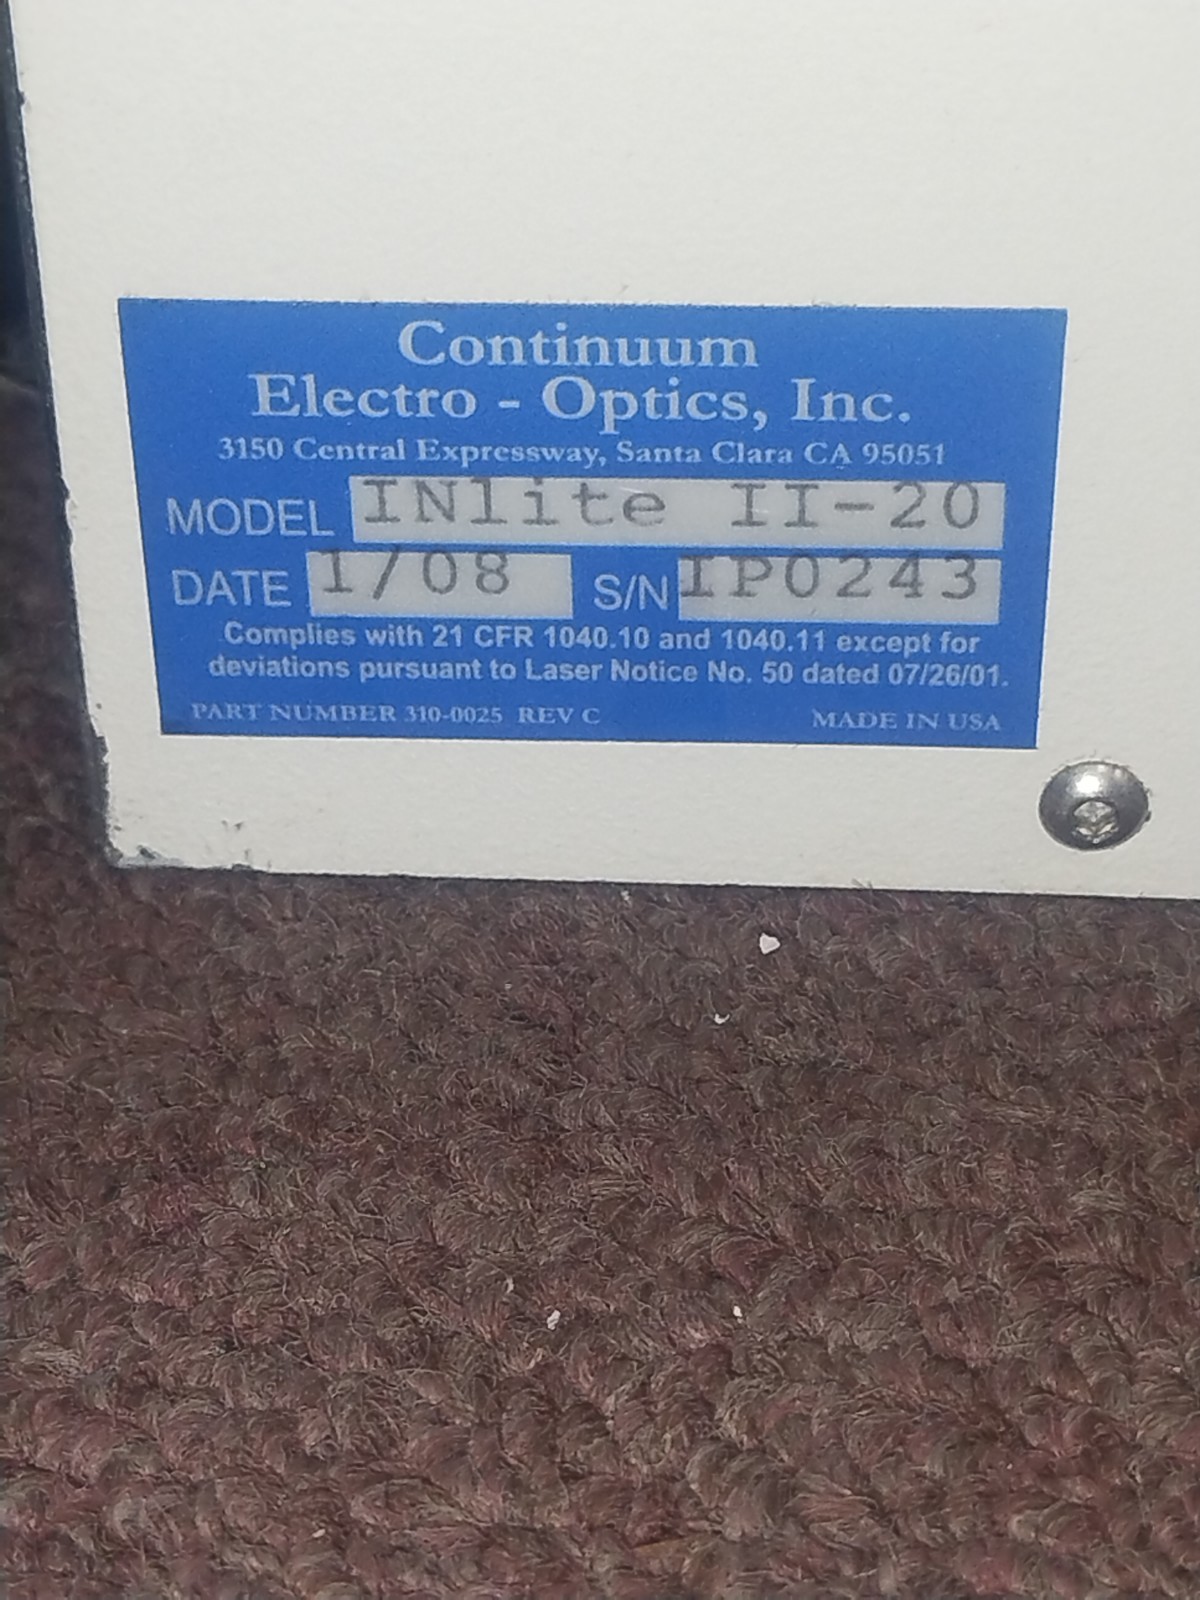 Continuum
Electro - Optics, Inc.
3150 Central Expressway, Santa Clara CA 95051
MODEL INlite II-20
DATE 1/08 S/N IP0243
Complies with 21 CFR 1040.10 and 1040.11 except for
deviations pursuant to Laser Notice No. 50 dated 07/26/01.
PART NUMBER 310-0025 REV C MADE IN USA